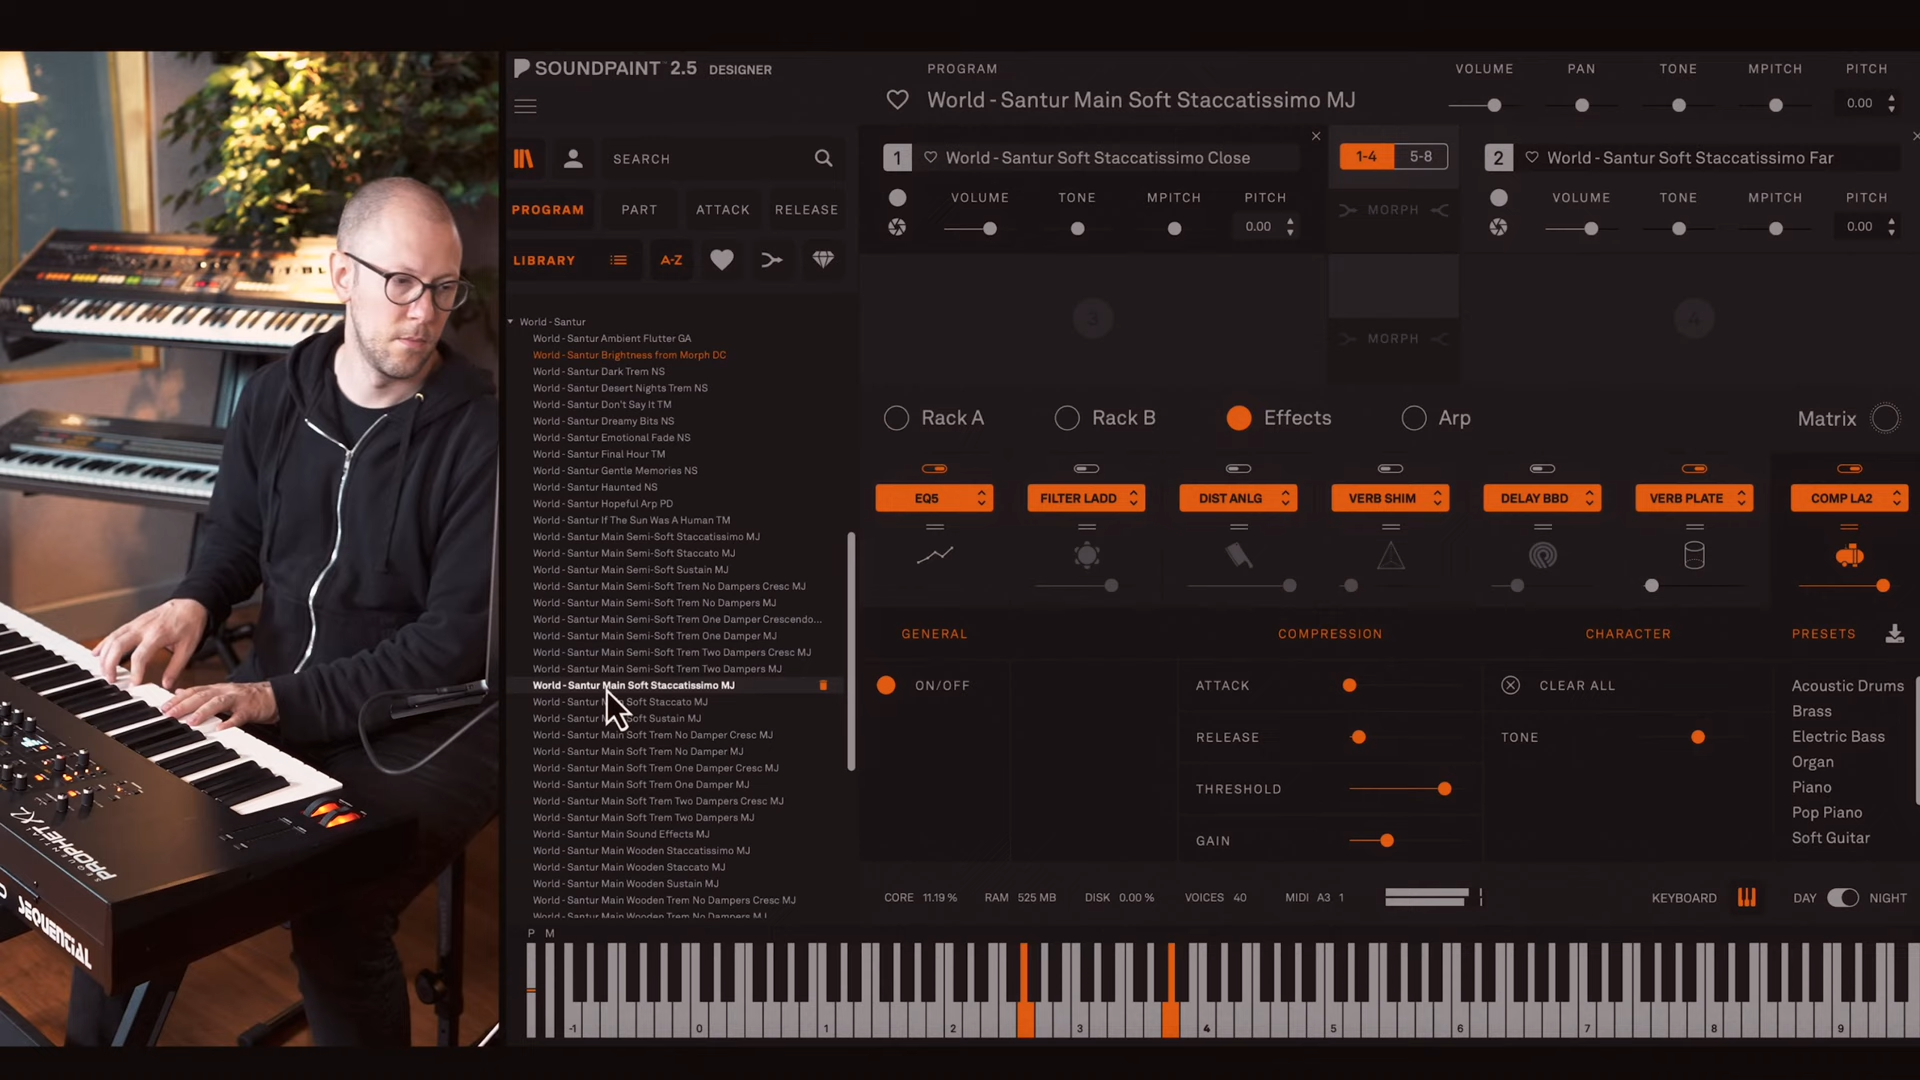 SOUNDPAINT 2.5 DESIGNER
PROGRAM
World - Santur Main Soft Staccatissimo MJ
VOLUME PAN TONE MPITCH PITCH
0.00
SEARCH
PROGRAM PART ATTACK RELEASE
LIBRARY A-Z
1 World - Santur Soft Staccatissimo Close
VOLUME TONE MPITCH PITCH
0.00
1-4 5-8
MORPH
2 World - Santur Soft Staccatissimo Far
VOLUME TONE MPITCH PITCH
0.00
3
MORPH
4
World - Santur
World - Santur Ambient Flutter GA
World - Santur Brightness from Morph DC
World - Santur Dark Trem NS
World - Santur Desert Nights Trem NS
World - Santur Don't Say It TM
World - Santur Dreamy Bits NS
World - Santur Emotional Fade NS
World - Santur Final Hour TM
World - Santur Gentle Memories NS
World - Santur Haunted NS
World - Santur Hopeful Arp PD
World - Santur If The Sun Was A Human TM
World - Santur Main Semi-Soft Staccatissimo MJ
World - Santur Main Semi-Soft Staccato MJ
World - Santur Main Semi-Soft Sustain MJ
World - Santur Main Semi-Soft Trem No Dampers Cresc MJ
World - Santur Main Semi-Soft Trem No Dampers MJ
World - Santur Main Semi-Soft Trem One Damper Crescendo...
World - Santur Main Semi-Soft Trem One Damper MJ
World - Santur Main Semi-Soft Trem Two Dampers Cresc MJ
World - Santur Main Semi-Soft Trem Two Dampers MJ
World - Santur Main Soft Staccatissimo MJ
World - Santur Soft Staccato MJ
World - Santur Soft Sustain MJ
World - Santur Main Soft Trem No Damper Cresc MJ
World - Santur Main Soft Trem No Damper MJ
World - Santur Main Soft Trem One Damper Cresc MJ
World - Santur Main Soft Trem One Damper MJ
World - Santur Main Soft Trem Two Dampers Cresc MJ
World - Santur Main Soft Trem Two Dampers MJ
World - Santur Main Sound Effects MJ
World - Santur Main Wooden Staccatissimo MJ
World - Santur Main Wooden Staccato MJ
World - Santur Main Wooden Sustain MJ
World - Santur Main Wooden Trem No Dampers Cresc MJ
World - Santur Main Wooden Trem No Dampers MJ
Rack A Rack B Effects Arp Matrix
EQ5 FILTER LADD DIST ANLG VERB SHIM DELAY BBD VERB PLATE COMP LA2
GENERAL COMPRESSION CHARACTER PRESETS
ON/OFF
ATTACK
RELEASE
THRESHOLD
GAIN
CLEAR ALL
TONE
Acoustic Drums
Brass
Electric Bass
Organ
Piano
Pop Piano
Soft Guitar
CORE 11.19 % RAM 525 MB DISK 0.00 % VOICES 40 MIDI A3 1 KEYBOARD DAY NIGHT
P M
-1 0 1 2 3 4 5 6 7 8 9
PROPHET XL
SEQUENTIAL
SEQUENTIAL